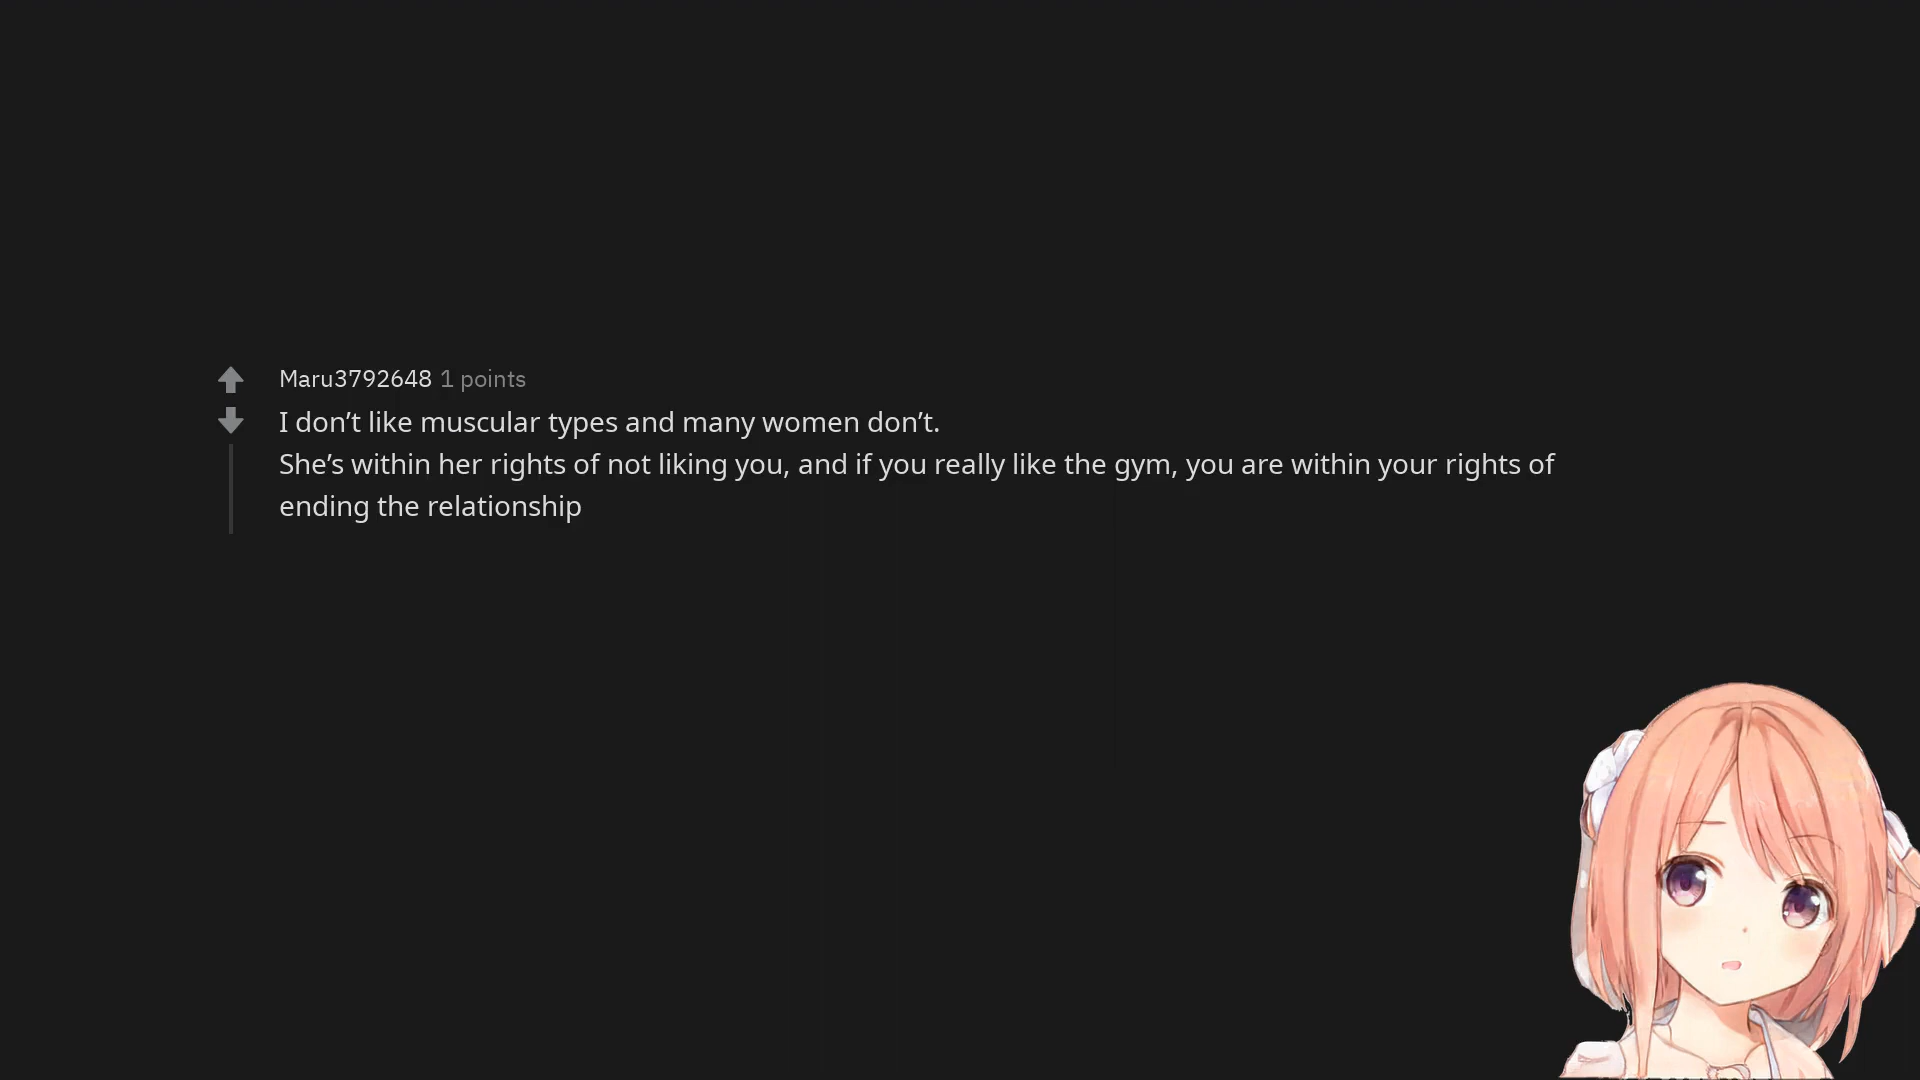 Maru3792648 1 points
I don’t like muscular types and many women don’t.
She’s within her rights of not liking you, and if you really like the gym, you are within your rights of
ending the relationship